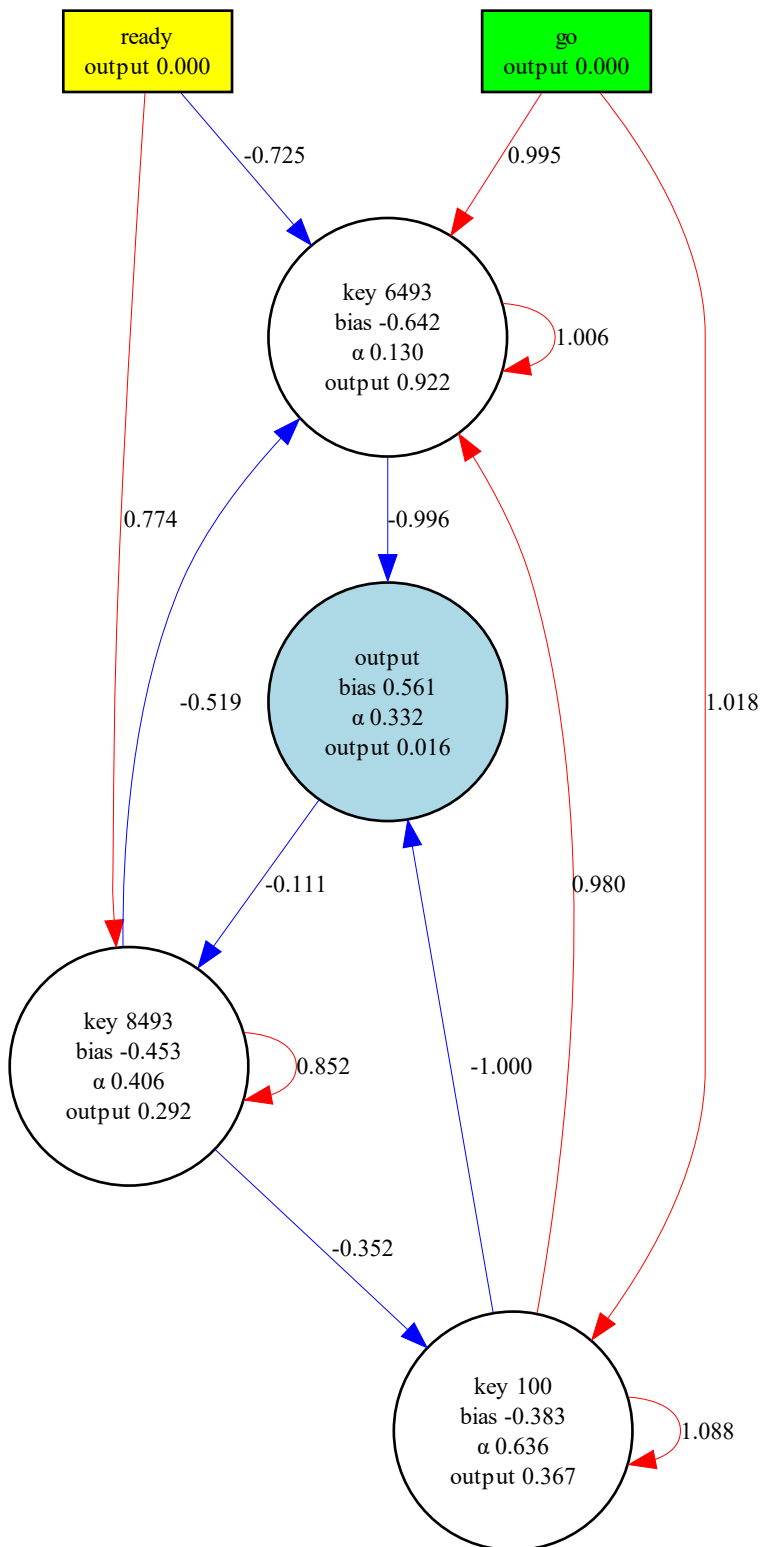 ready
output 0.000
go
output 0.000
-0.725
0.995
key 6493
bias -0.642
α 0.130
output 0.922
1.006
0.774
-0.996
-0.519
output
bias 0.561
α 0.332
output 0.016
1.018
-0.111
0.980
key 8493
bias -0.453
α 0.406
output 0.292
0.852
-1.000
-0.352
key 100
bias -0.383
α 0.636
output 0.367
1.088